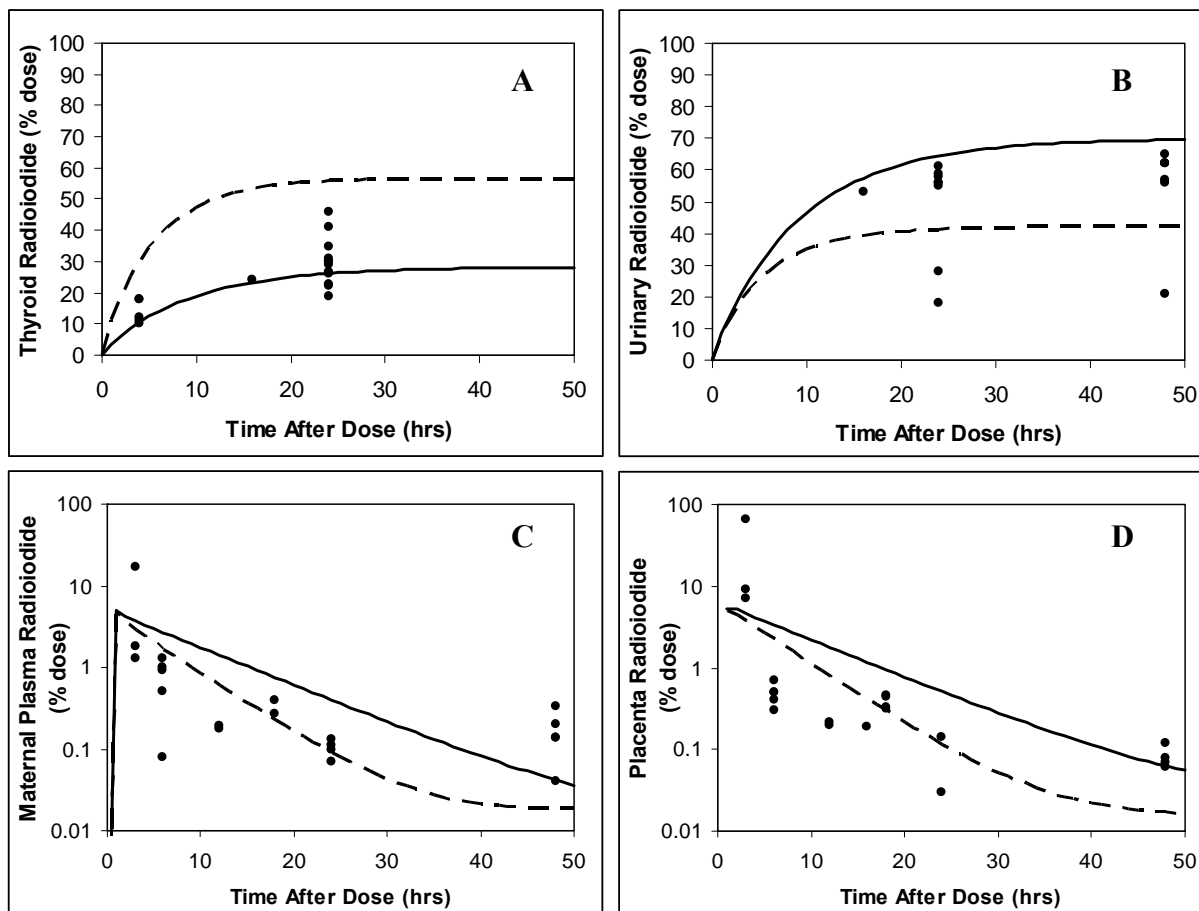 A
Thyroid Radioiodide (% dose)
100
90
80
70
60
50
40
30
20
10
0
0 10 20 30 40 50
Time After Dose (hrs)
B
Urinary Radioiodide (% dose)
100
90
80
70
60
50
40
30
20
10
0
0 10 20 30 40 50
Time After Dose (hrs)
C
Maternal Plasma Radioiodide
(% dose)
100
10
1
0.1
0.01
0 10 20 30 40 50
Time After Dose (hrs)
D
Placenta Radioiodide
(% dose)
100
10
1
0.1
0.01
0 10 20 30 40 50
Time After Dose (hrs)